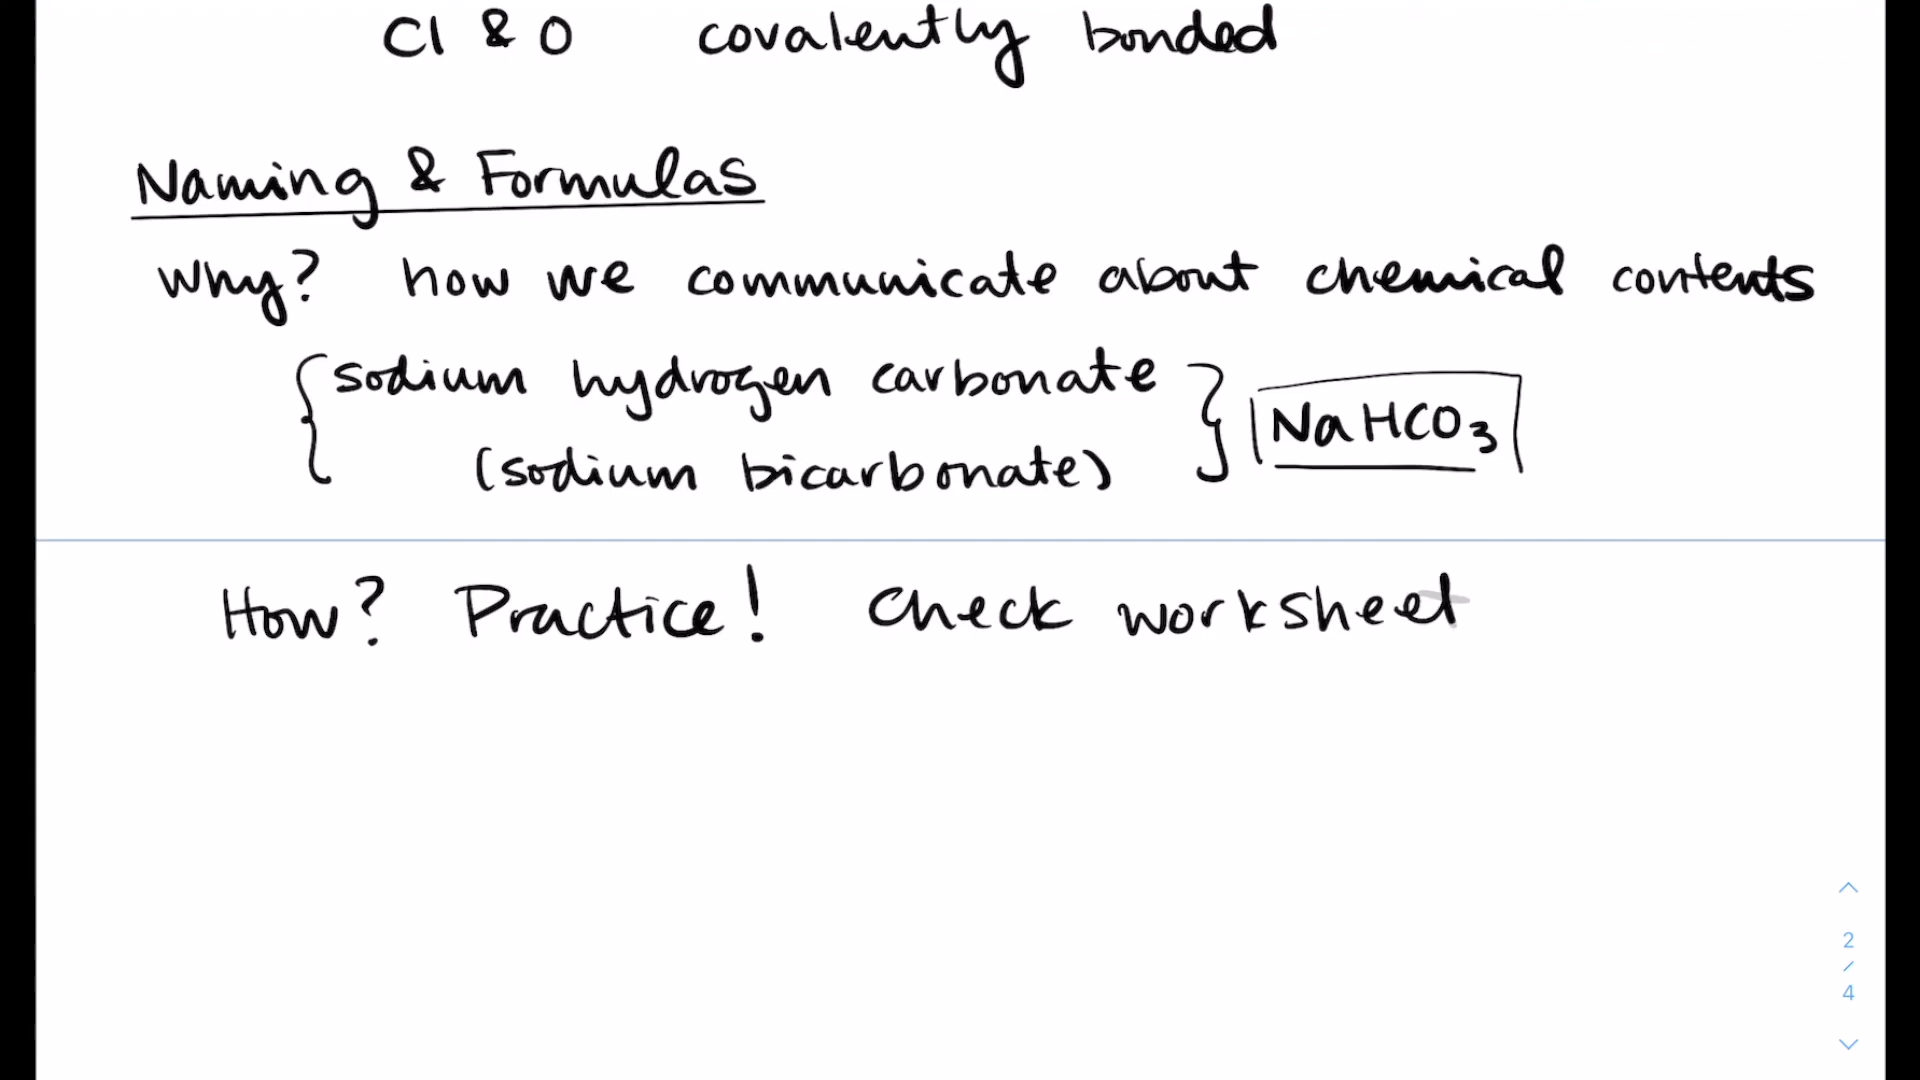 Cl & O covalently bonded
Naming & Formulas
Why? how we communicate about chemical contents
sodium hydrogen carbonate
(sodium bicarbonate)
NaHCO₃
How? Practice! Check worksheet
2
/
4